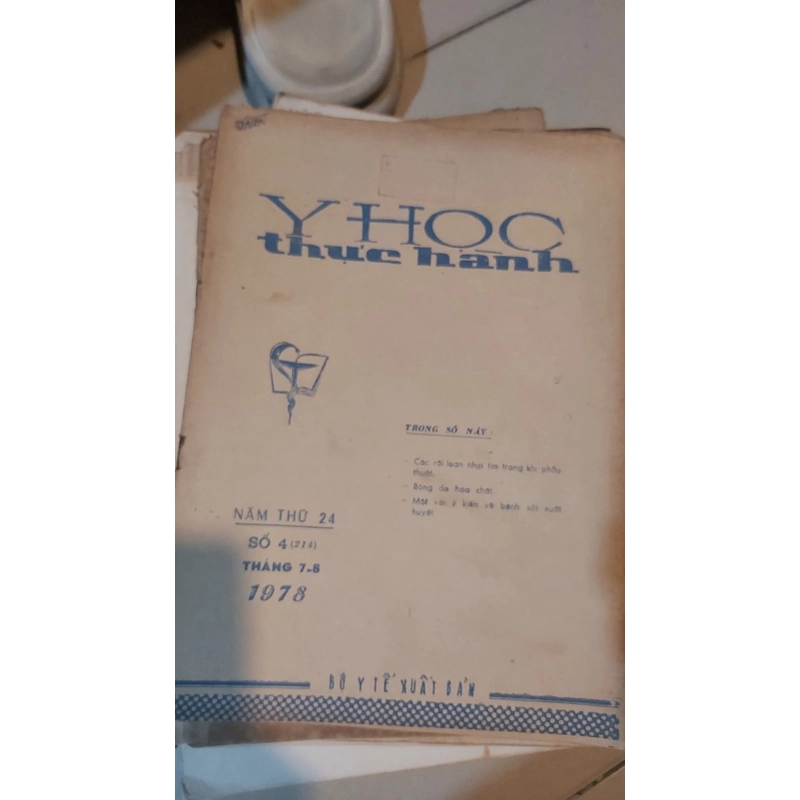 Y HỌC
thực hành
TRONG SỐ NÀY :
- Các rối loạn nhịp tim trong khi phẫu
thuật.
- Bỏng do hóa chất
- Một vài ý kiến về bệnh sốt xuất
huyết
NĂM THỨ 24
SỐ 4 (214)
THÁNG 7-8
1978
BỘ Y TẾ XUẤT BẢN